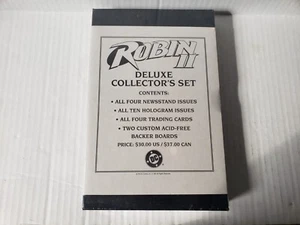 ROBIN II
DELUXE
COLLECTOR'S SET
CONTENTS:
• ALL FOUR NEWSSTAND ISSUES
• ALL TEN HOLOGRAM ISSUES
• ALL FOUR TRADING CARDS
• TWO CUSTOM ACID-FREE
BACKER BOARDS
PRICE: $30.00 US / $37.00 CAN
DC